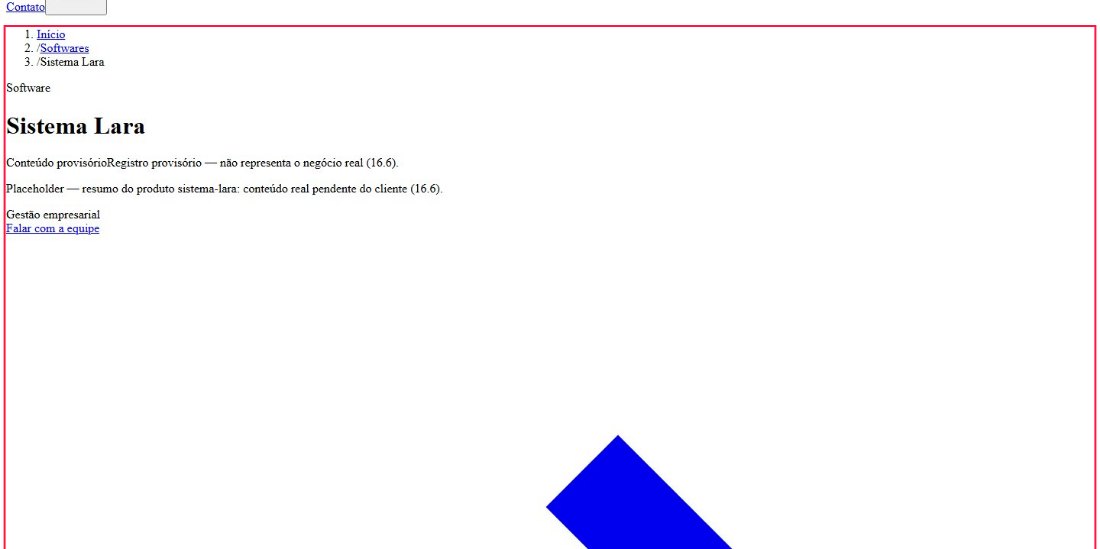 Contato
1. Início
2. /Softwares
3. /Sistema Lara
Software
Sistema Lara
Conteúdo provisórioRegistro provisório — não representa o negócio real (16.6).
Placeholder — resumo do produto sistema-lara: conteúdo real pendente do cliente (16.6).
Gestão empresarial
Falar com a equipe